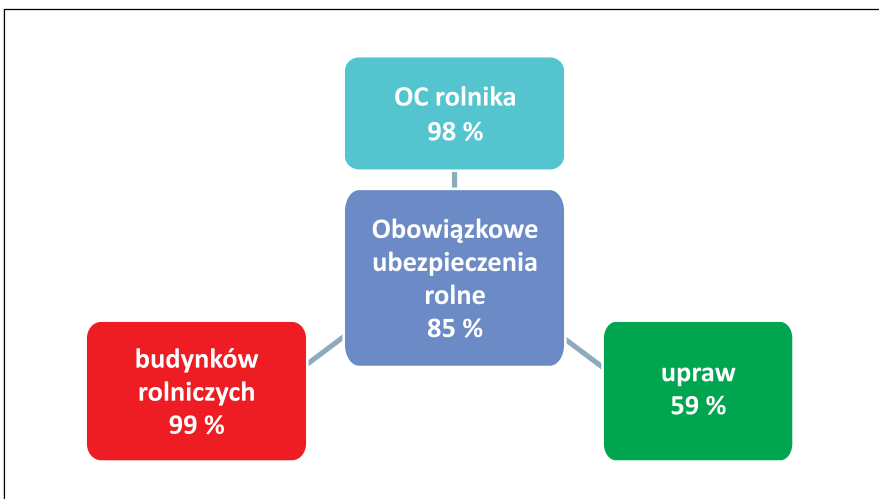 OC rolnika
98 %
Obowiązkowe
ubezpieczenia
rolne
85 %
budynków
rolniczych
99 %
upraw
59 %